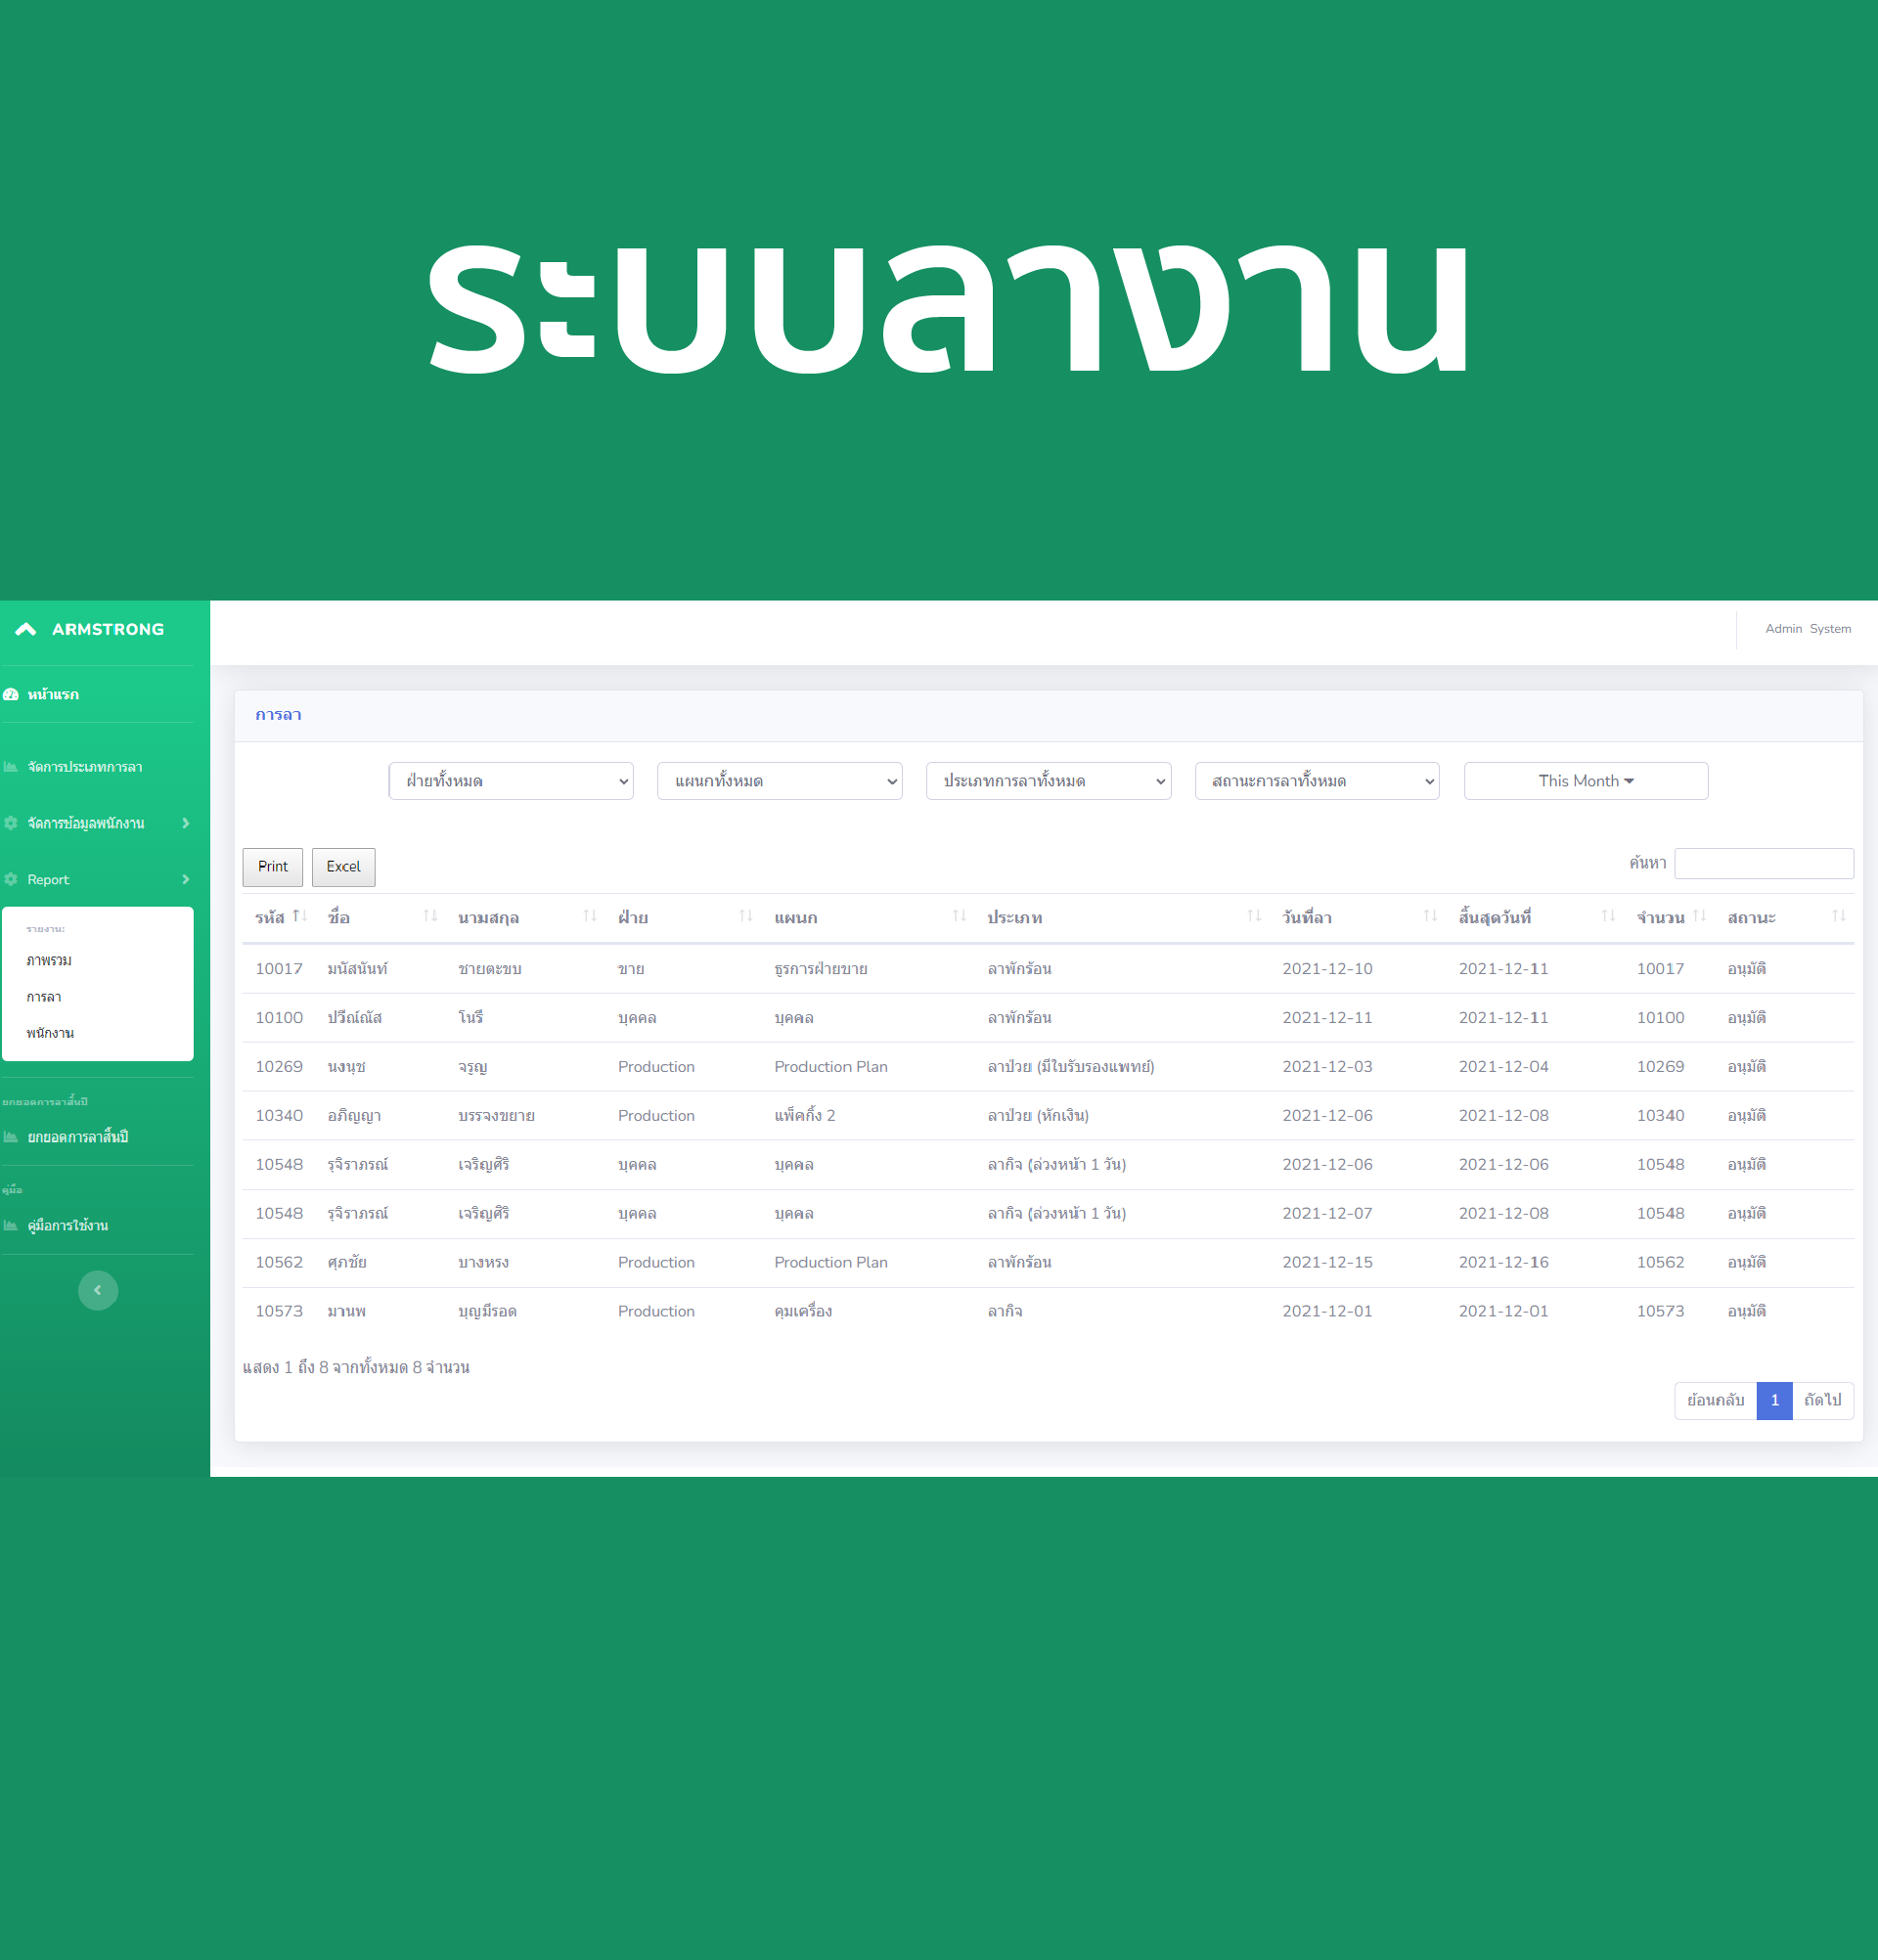 ระบบลางาน
ARMSTRONG
Admin System
หน้าแรก
จัดการประเภทการลา
จัดการข้อมูลพนักงาน
Report
รายงาน:
ภาพรวม
การลา
พนักงาน
ยกยอดการลาสิ้นปี
ยกยอดการลาสิ้นปี
คู่มือ
คู่มือการใช้งาน
การลา
ฝ่ายทั้งหมด แผนกทั้งหมด ประเภทการลาทั้งหมด สถานะการลาทั้งหมด This Month
Print Excel ค้นหา
รหัส ชื่อ นามสกุล ฝ่าย แผนก ประเภท วันที่ลา สิ้นสุดวันที่ จำนวน สถานะ
10017 มนัสนันท์ ชายตะขบ ขาย ธุรการฝ่ายขาย ลาพักร้อน 2021-12-10 2021-12-11 10017 อนุมัติ
10100 ปวีณ์ณัส โนรี บุคคล บุคคล ลาพักร้อน 2021-12-11 2021-12-11 10100 อนุมัติ
10269 นงนุช จรูญ Production Production Plan ลาป่วย (มีใบรับรองแพทย์) 2021-12-03 2021-12-04 10269 อนุมัติ
10340 อภิญญา บรรจงขยาย Production แพ็คกิ้ง 2 ลาป่วย (หักเงิน) 2021-12-06 2021-12-08 10340 อนุมัติ
10548 รุจิราภรณ์ เจริญศิริ บุคคล บุคคล ลากิจ (ล่วงหน้า 1 วัน) 2021-12-06 2021-12-06 10548 อนุมัติ
10548 รุจิราภรณ์ เจริญศิริ บุคคล บุคคล ลากิจ (ล่วงหน้า 1 วัน) 2021-12-07 2021-12-08 10548 อนุมัติ
10562 ศุภชัย บางหรง Production Production Plan ลาพักร้อน 2021-12-15 2021-12-16 10562 อนุมัติ
10573 มานพ บุญมีรอด Production คุมเครื่อง ลากิจ 2021-12-01 2021-12-01 10573 อนุมัติ
แสดง 1 ถึง 8 จากทั้งหมด 8 จำนวน
ย้อนกลับ 1 ถัดไป